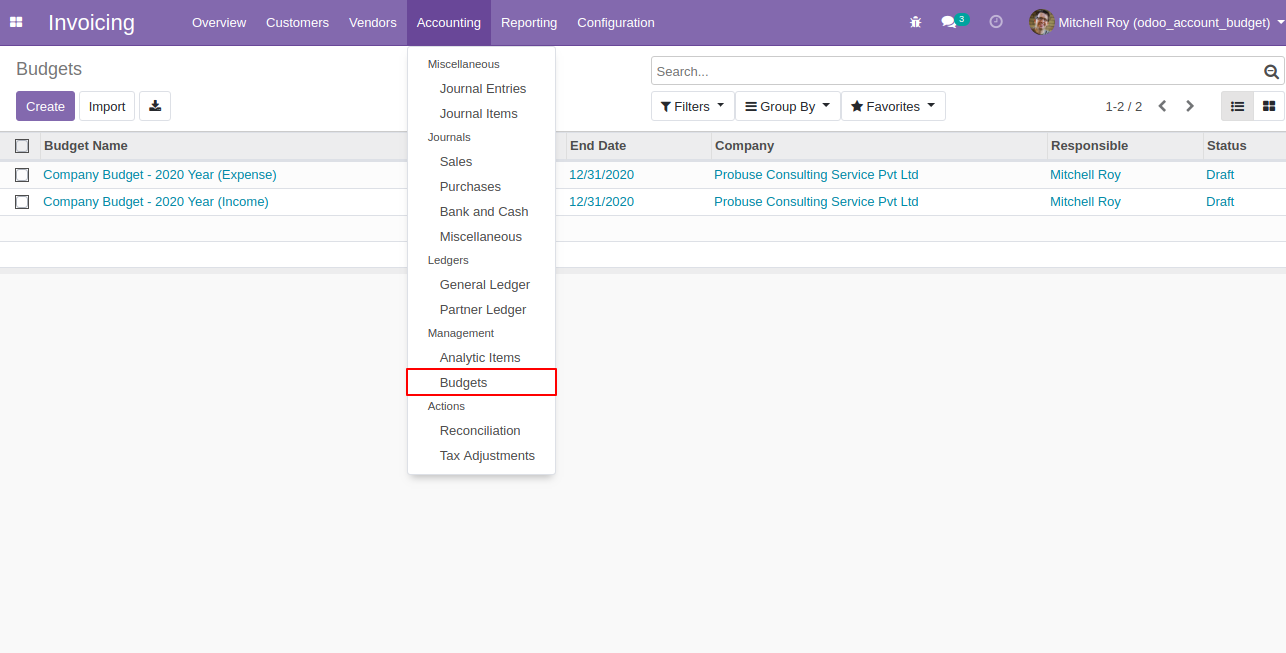 Invoicing Overview Customers Vendors Accounting Reporting Configuration 3 Mitchell Roy (odoo_account_budget)
Budgets
Search...
Create Import
Filters Group By Favorites 1-2 / 2
Budget Name End Date Company Responsible Status
Company Budget - 2020 Year (Expense) 12/31/2020 Probuse Consulting Service Pvt Ltd Mitchell Roy Draft
Company Budget - 2020 Year (Income) 12/31/2020 Probuse Consulting Service Pvt Ltd Mitchell Roy Draft
Miscellaneous
Journal Entries
Journal Items
Journals
Sales
Purchases
Bank and Cash
Miscellaneous
Ledgers
General Ledger
Partner Ledger
Management
Analytic Items
Budgets
Actions
Reconciliation
Tax Adjustments